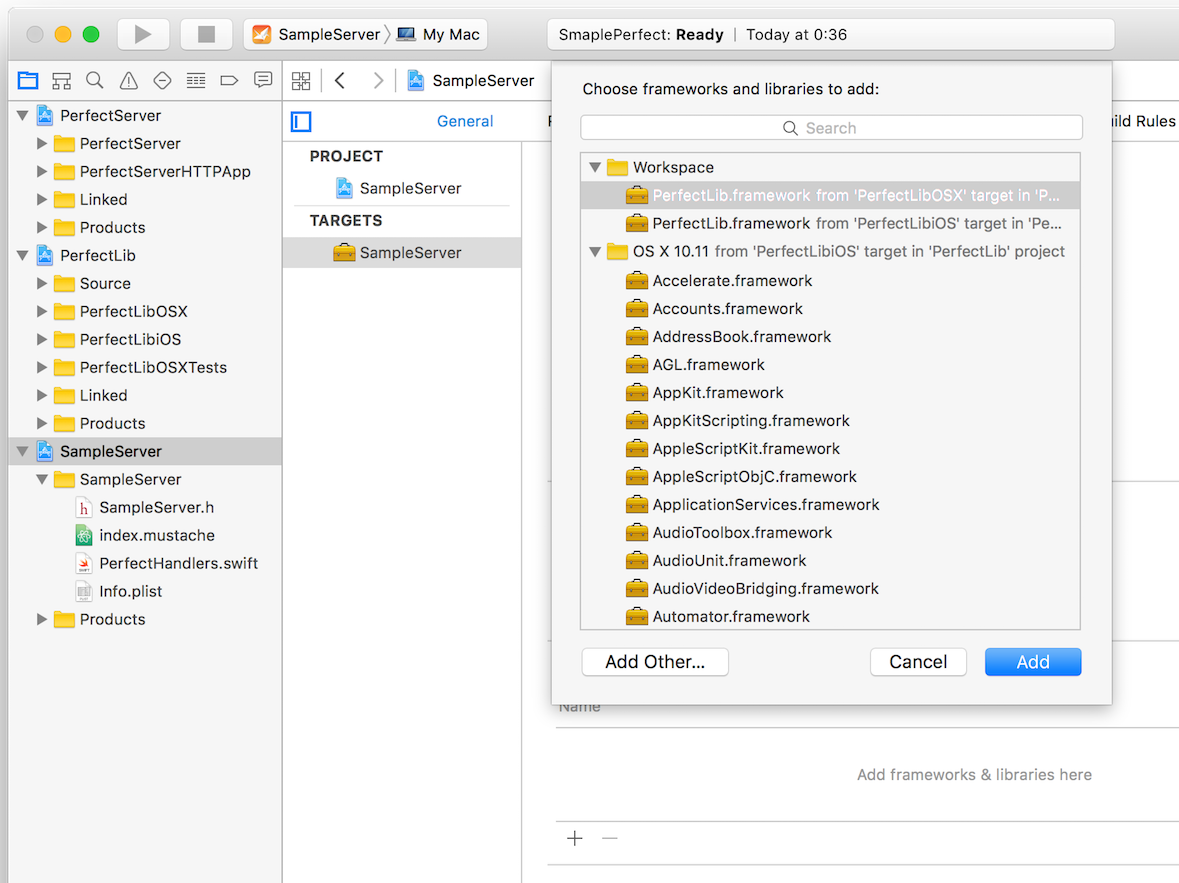 SampleServer
My Mac
SmaplePerfect: Ready | Today at 0:36
SampleServer
PerfectServer
PerfectServer
PerfectServerHTTPApp
Linked
Products
PerfectLib
Source
PerfectLibOSX
PerfectLibiOS
PerfectLibOSXTests
Linked
Products
SampleServer
SampleServer
h SampleServer.h
index.mustache
PerfectHandlers.swift
Info.plist
Products
General
PROJECT
SampleServer
TARGETS
SampleServer
Choose frameworks and libraries to add:
Search
Workspace
PerfectLib.framework from 'PerfectLibOSX' target in 'P...
PerfectLib.framework from 'PerfectLibiOS' target in 'Pe...
OS X 10.11 from 'PerfectLibiOS' target in 'PerfectLib' project
Accelerate.framework
Accounts.framework
AddressBook.framework
AGL.framework
AppKit.framework
AppKitScripting.framework
AppleScriptKit.framework
AppleScriptObjC.framework
ApplicationServices.framework
AudioToolbox.framework
AudioUnit.framework
AudioVideoBridging.framework
Automator.framework
Add Other...
Cancel
Add
ild Rules
Name
Add frameworks & libraries here